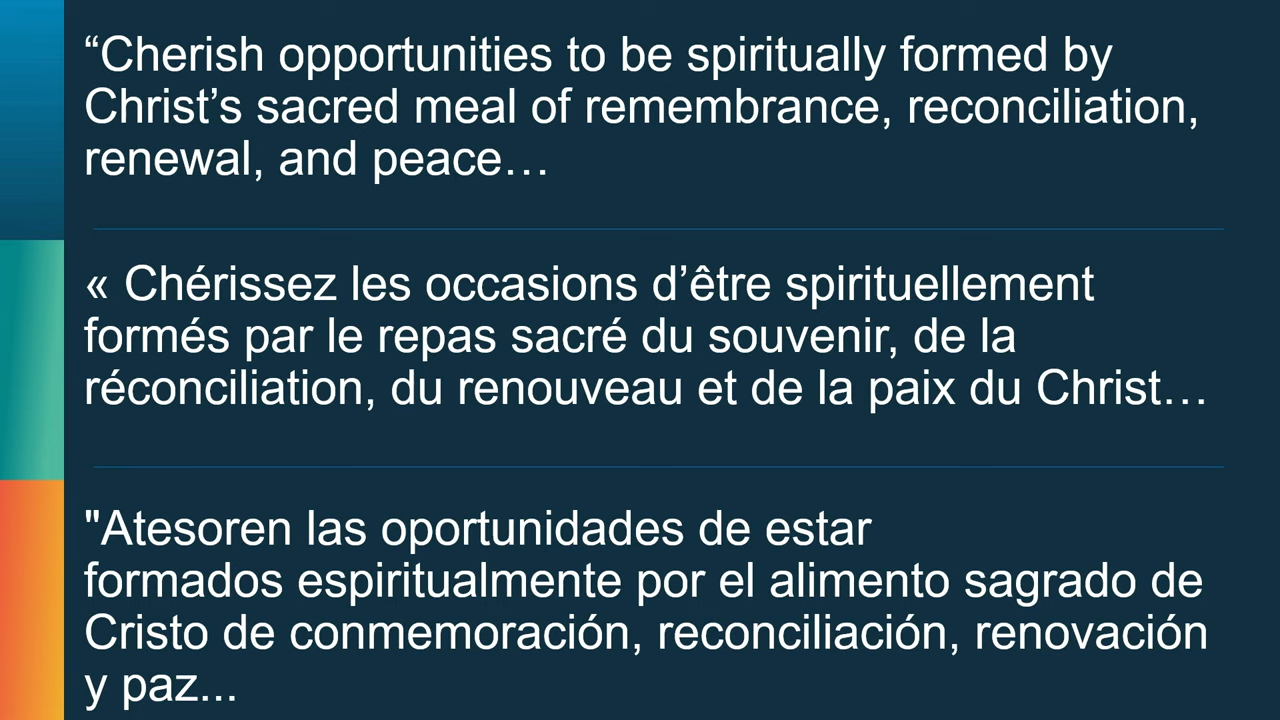 “Cherish opportunities to be spiritually formed by
Christ’s sacred meal of remembrance, reconciliation,
renewal, and peace…
« Chérissez les occasions d’être spirituellement
formés par le repas sacré du souvenir, de la
réconciliation, du renouveau et de la paix du Christ…
"Atesoren las oportunidades de estar
formados espiritualmente por el alimento sagrado de
Cristo de conmemoración, reconciliación, renovación
y paz...